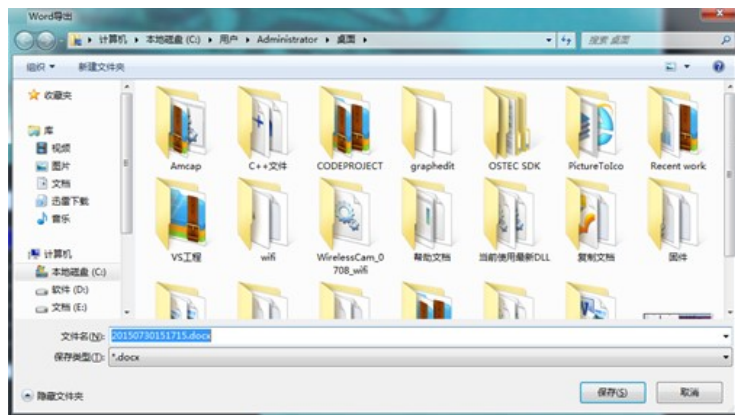 Word导出
计算机 ▸ 本地磁盘 (C:) ▸ 用户 ▸ Administrator ▸ 桌面 ▸
搜索 桌面
组织 新建文件夹
收藏夹
库
视频
图片
文档
迅雷下载
音乐
计算机
本地磁盘 (C:)
软件 (D:)
文档 (E:)
Amcap C++文件 CODEPROJECT graphedit OSTEC SDK PictureToIco Recent work
VS工程 wifi WirelessCam_0 帮助文档 当前使用最新DLL 复制文档 固件
708_wifi
文件名(N): 20150730151715.docx
保存类型(T): *.docx
隐藏文件夹
保存(S) 取消